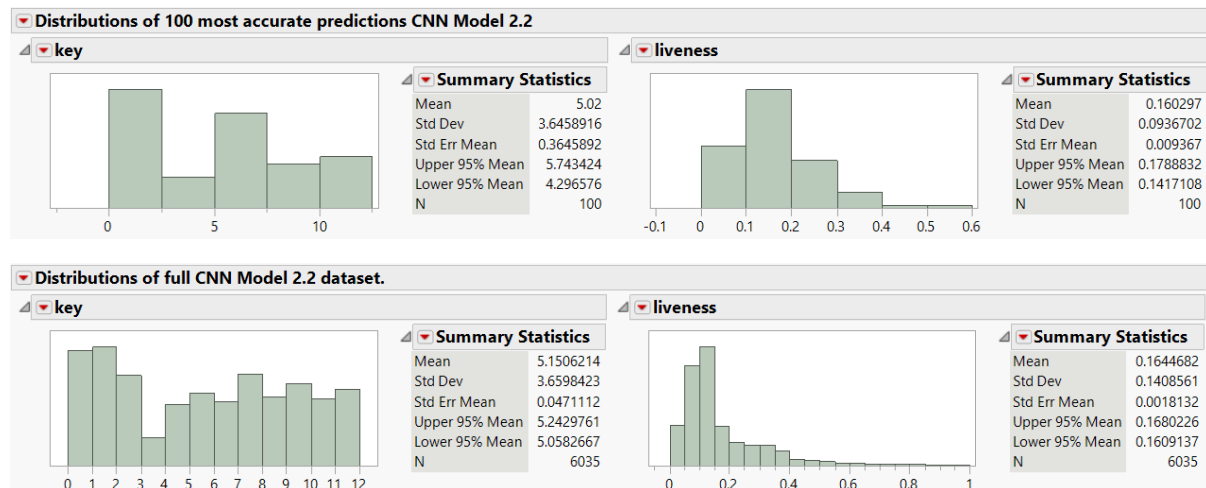 Distributions of 100 most accurate predictions CNN Model 2.2
key
Summary Statistics
Mean 5.02
Std Dev 3.6458916
Std Err Mean 0.3645892
Upper 95% Mean 5.743424
Lower 95% Mean 4.296576
N 100
0 5 10
liveness
Summary Statistics
Mean 0.160297
Std Dev 0.0936702
Std Err Mean 0.009367
Upper 95% Mean 0.1788832
Lower 95% Mean 0.1417108
N 100
-0.1 0 0.1 0.2 0.3 0.4 0.5 0.6
Distributions of full CNN Model 2.2 dataset.
key
Summary Statistics
Mean 5.1506214
Std Dev 3.6598423
Std Err Mean 0.0471112
Upper 95% Mean 5.2429761
Lower 95% Mean 5.0582667
N 6035
0 1 2 3 4 5 6 7 8 9 10 11 12
liveness
Summary Statistics
Mean 0.1644682
Std Dev 0.1408561
Std Err Mean 0.0018132
Upper 95% Mean 0.1680226
Lower 95% Mean 0.1609137
N 6035
0 0.2 0.4 0.6 0.8 1